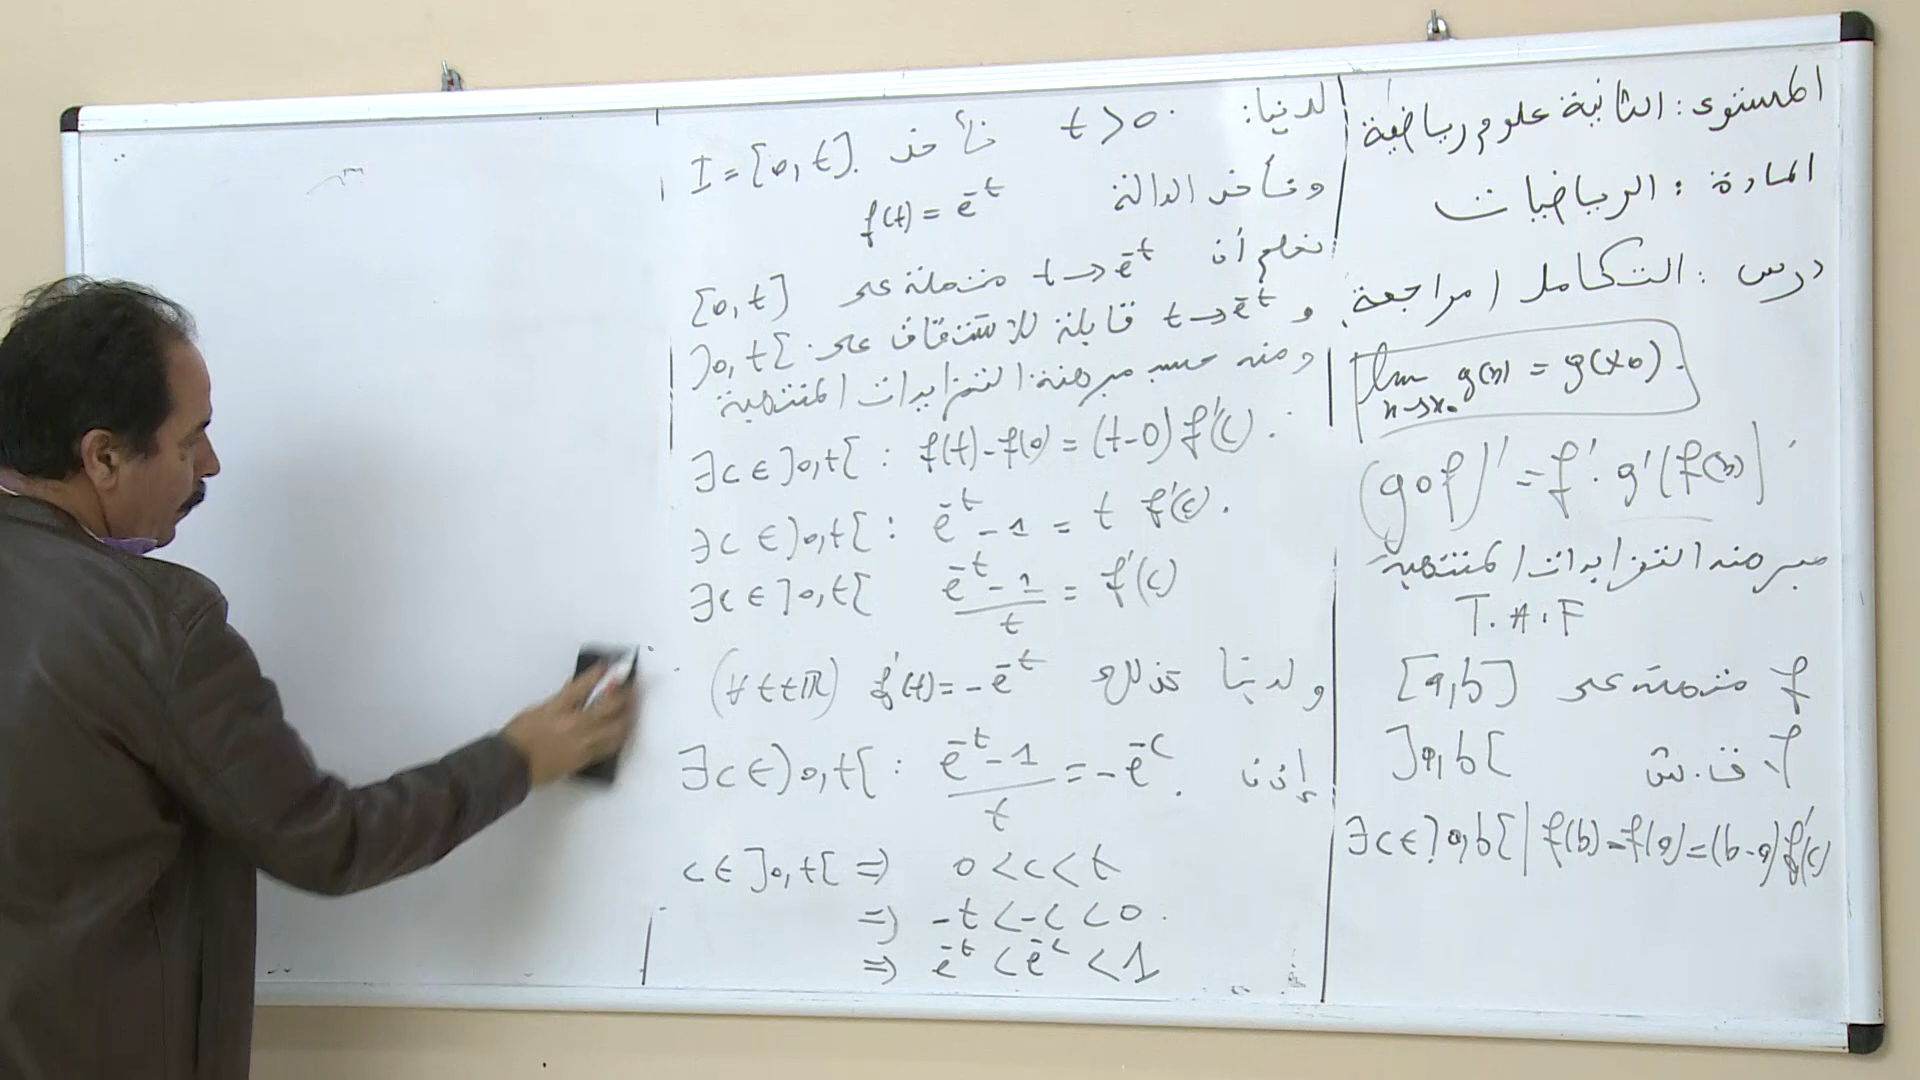 المستوى: الثانية علوم رياضية
المادة : الرياضيات
درس : التكامل (مراجعة)
lim g(x) = g(x₀).
x→x₀
(gof)' = f' . g'(f(x))
مبرهنة التزايدات المنتهية
T.A.F
f متصلة على [a,b]
f ق.ش ]a,b[
∃c∈]a,b[ | f(b)-f(a)=(b-a)f'(c)
لدينا: t>0. نأخذ I=[0,t].
ونأخذ الدالة f(t) = e^-t
نعلم أن t→e^-t متصلة على [0,t]
و t→e^-t قابلة للاشتقاق على ]0,t[
ومنه حسب مبرهنة التزايدات المنتهية
∃c∈]0,t[ : f(t)-f(0) = (t-0)f'(c).
∃c∈]0,t[ : e^-t - 1 = t f'(c).
∃c∈]0,t[ (e^-t - 1)/t = f'(c)
ولدينا كذلك f'(t)=-e^-t (∀t∈ℝ)
إذن ∃c∈]0,t[ : (e^-t - 1)/t = -e^-c.
c∈]0,t[ ⇒ 0<c<t
⇒ -t<-c<0.
⇒ e^-t<e^-c<1